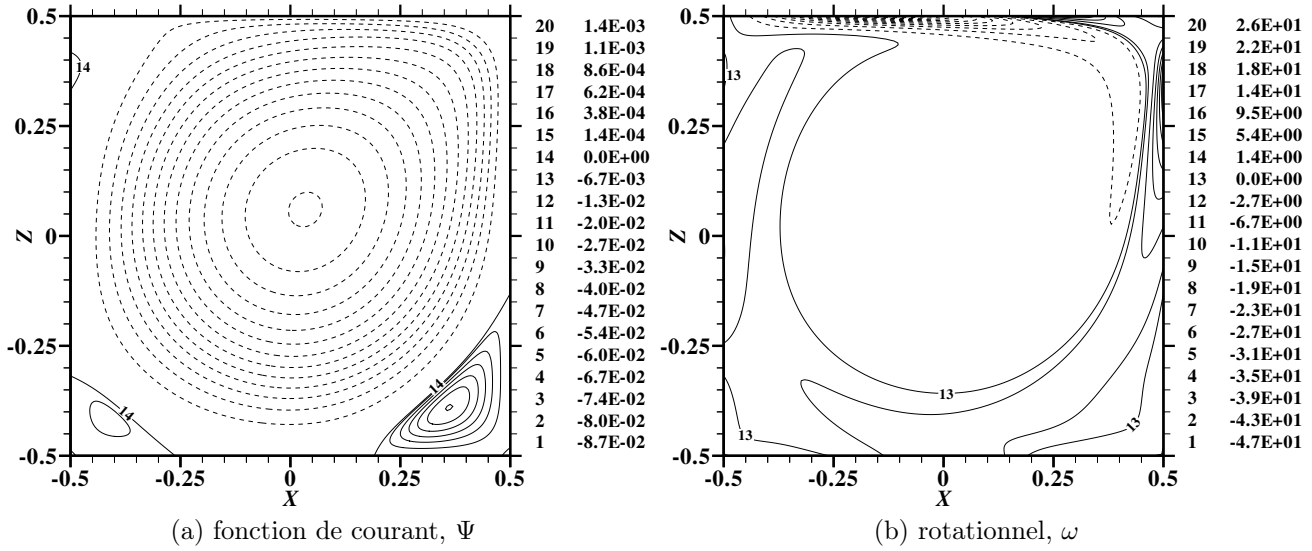 0.5
0.25
0
-0.25
-0.5
Z
-0.5 -0.25 0 0.25 0.5
X
14
14
14
20 1.4E-03
19 1.1E-03
18 8.6E-04
17 6.2E-04
16 3.8E-04
15 1.4E-04
14 0.0E+00
13 -6.7E-03
12 -1.3E-02
11 -2.0E-02
10 -2.7E-02
9 -3.3E-02
8 -4.0E-02
7 -4.7E-02
6 -5.4E-02
5 -6.0E-02
4 -6.7E-02
3 -7.4E-02
2 -8.0E-02
1 -8.7E-02
(a) fonction de courant, Ψ
0.5
0.25
0
-0.25
-0.5
Z
-0.5 -0.25 0 0.25 0.5
X
13
13
13
13
20 2.6E+01
19 2.2E+01
18 1.8E+01
17 1.4E+01
16 9.5E+00
15 5.4E+00
14 1.4E+00
13 0.0E+00
12 -2.7E+00
11 -6.7E+00
10 -1.1E+01
9 -1.5E+01
8 -1.9E+01
7 -2.3E+01
6 -2.7E+01
5 -3.1E+01
4 -3.5E+01
3 -3.9E+01
2 -4.3E+01
1 -4.7E+01
(b) rotationnel, ω